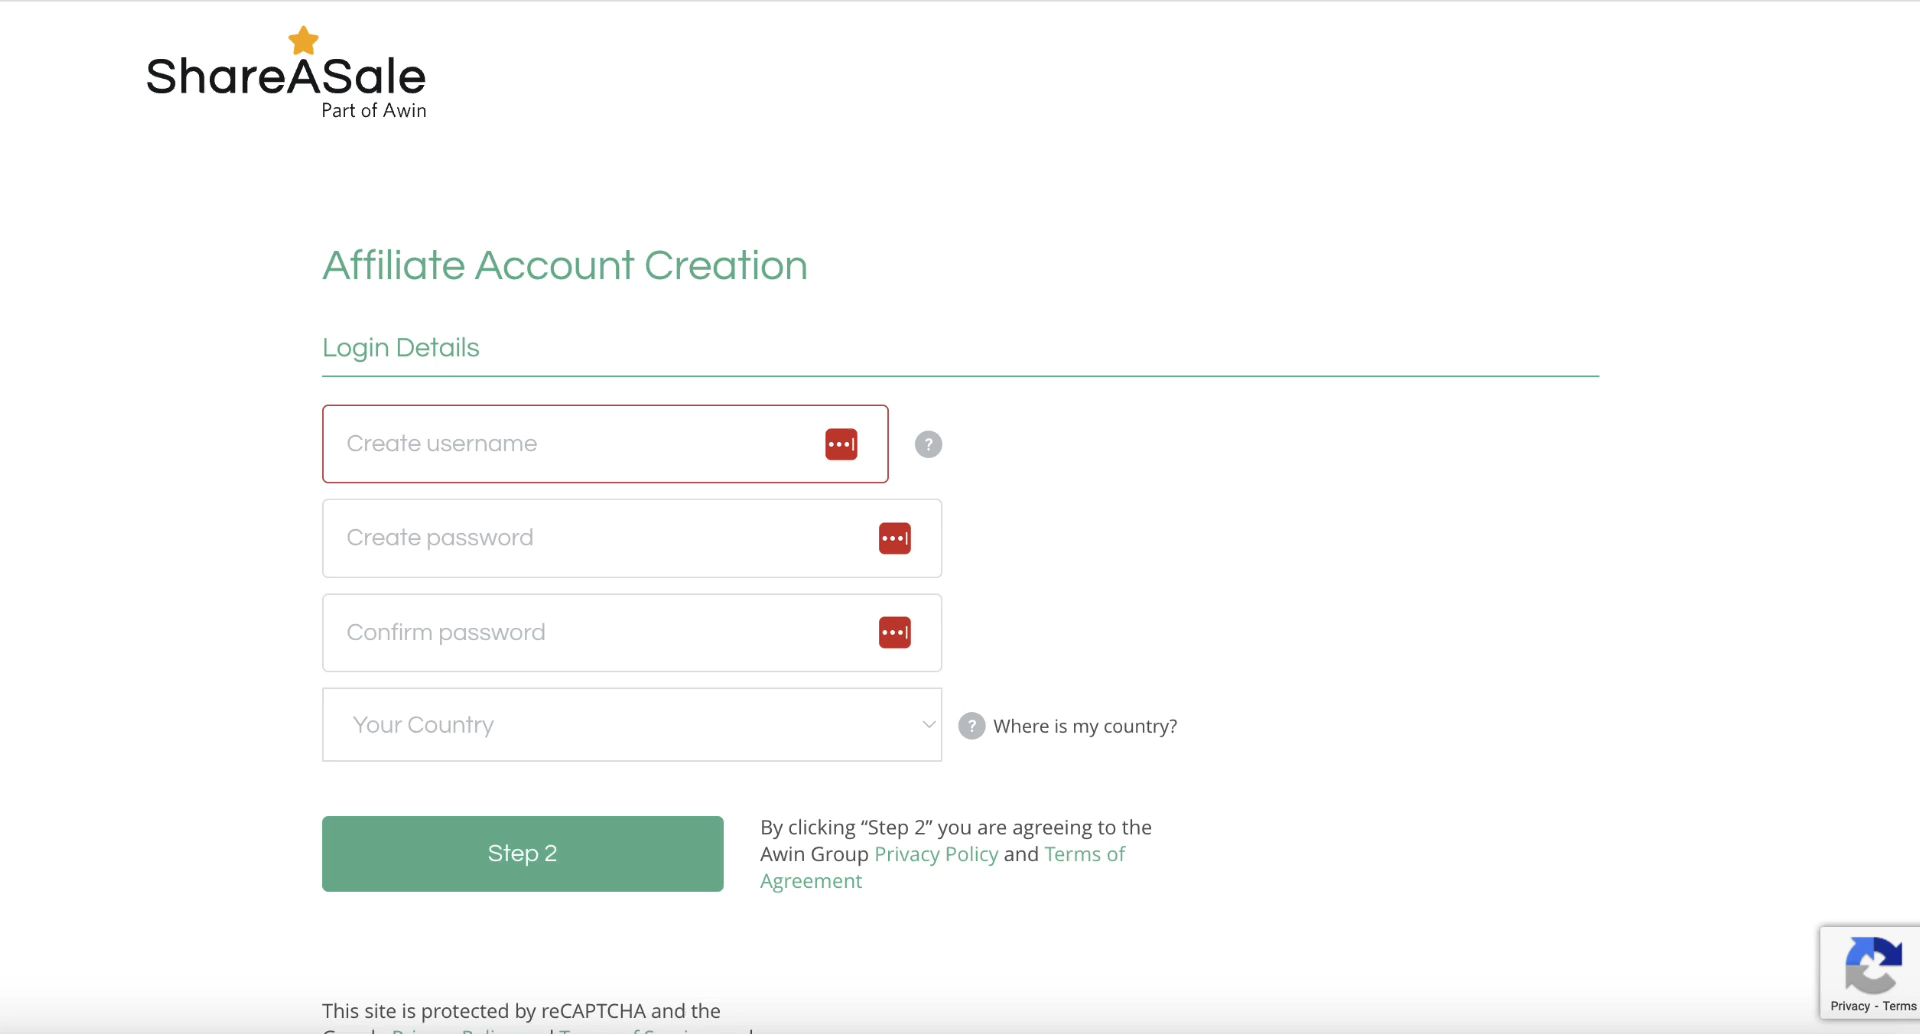 ShareASale
Part of Awin
Affiliate Account Creation
Login Details
Create username
?
Create password
Confirm password
Your Country
? Where is my country?
Step 2
By clicking “Step 2” you are agreeing to the
Awin Group Privacy Policy and Terms of
Agreement
Privacy - Terms
This site is protected by reCAPTCHA and the